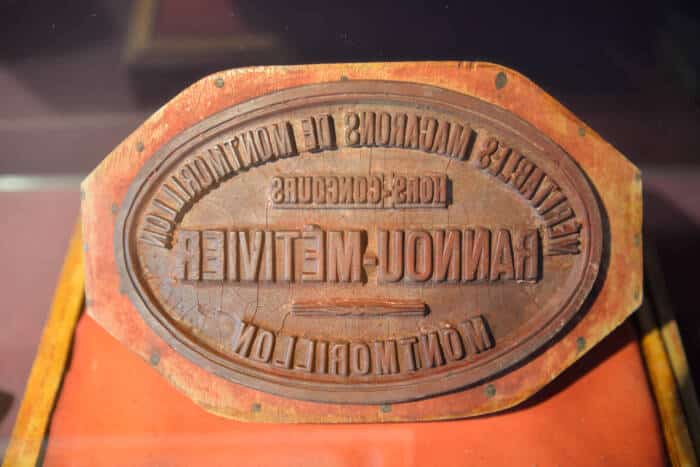 VÉRITABLES MACARONS DE MONTMORILLON
HORS-CONCOURS
RANNOU-MÉTIVIER
MONTMORILLON